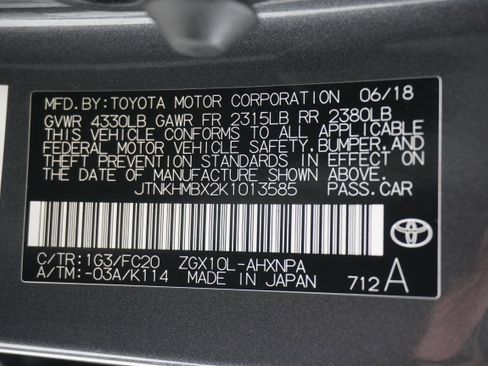 MFD.BY:TOYOTA MOTOR CORPORATION 06/18
GVWR 4330LB GAWR FR 2315LB RR 2380LB
THIS VEHICLE CONFORMS TO ALL APPLICABLE
FEDERAL MOTOR VEHICLE SAFETY, BUMPER, AND
THEFT PREVENTION STANDARDS IN EFFECT ON
THE DATE OF MANUFACTURE SHOWN ABOVE.
JTNKHMBX2K1013585 PASS.CAR
C/TR:1G3/FC20 ZGX10L-AHXNPA
A/TM:-03A/K114 MADE IN JAPAN 712A